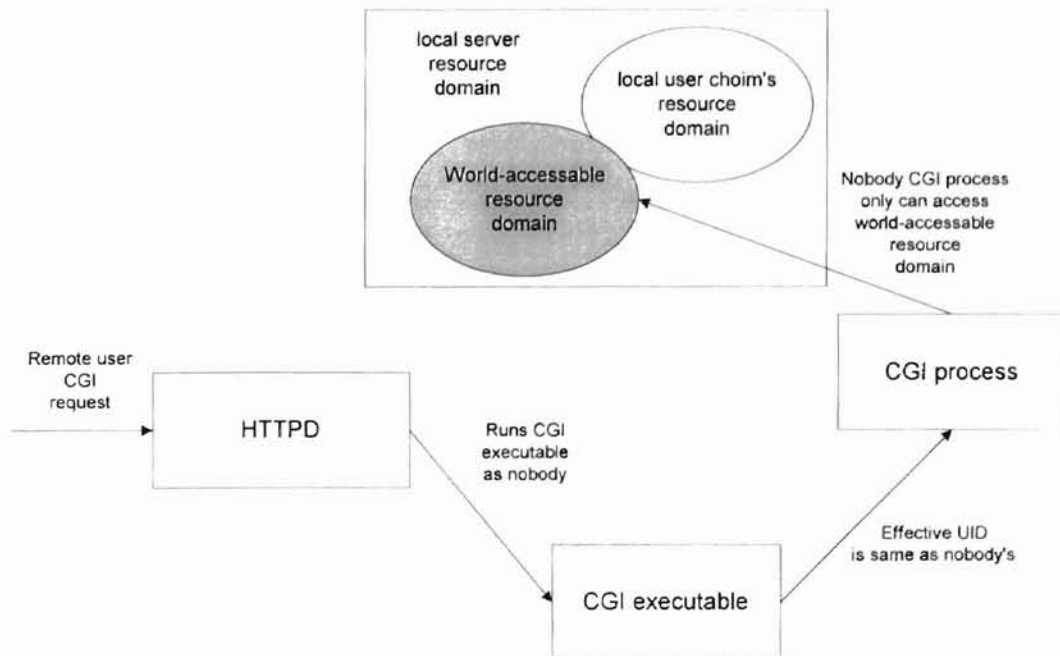 local server
resource
domain
local user choim's
resource
domain
World-accessable
resource
domain
Nobody CGI process
only can access
world-accessable
resource
domain
Remote user
CGI
request
HTTPD
Runs CGI
executable
as nobody
CGI process
Effective UID
is same as nobody's
CGI executable